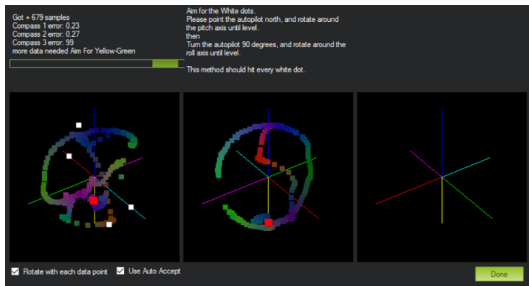 Got + 679 samples
Compass 1 error: 0.23
Compass 2 error: 0.27
Compass 3 error: 99
more data needed Aim For Yellow-Green
Aim for the White dots.
Please point the autopilot north, and rotate around
the pitch axis until level.
then
Turn the autopilot 90 degrees, and rotate around the
roll axis until level.
This method should hit every white dot.
Rotate with each data point
Use Auto Accept
Done